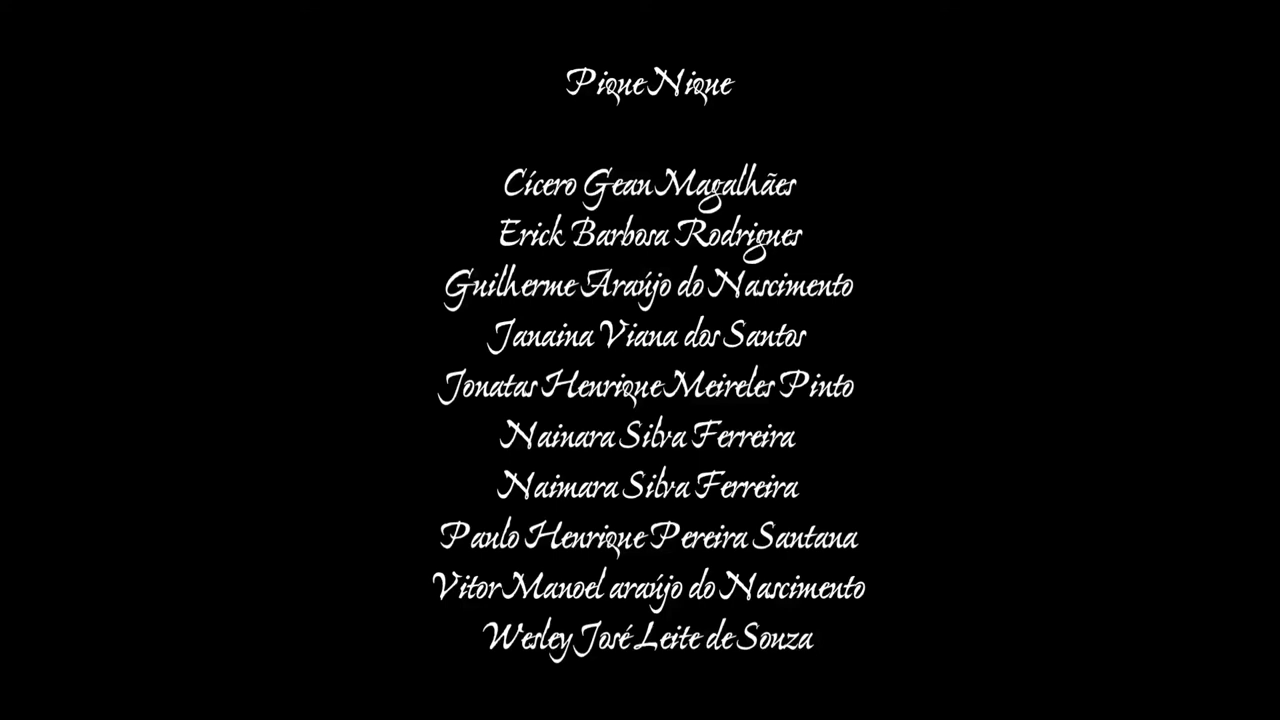 Pique Nique
Cícero Gean Magalhães
Erick Barbosa Rodrigues
Guilherme Araújo do Nascimento
Janaina Viana dos Santos
Jonatas Henrique Meireles Pinto
Nainara Silva Ferreira
Naimara Silva Ferreira
Paulo Henrique Pereira Santana
Vitor Manoel araújo do Nascimento
Wesley José Leite de Souza